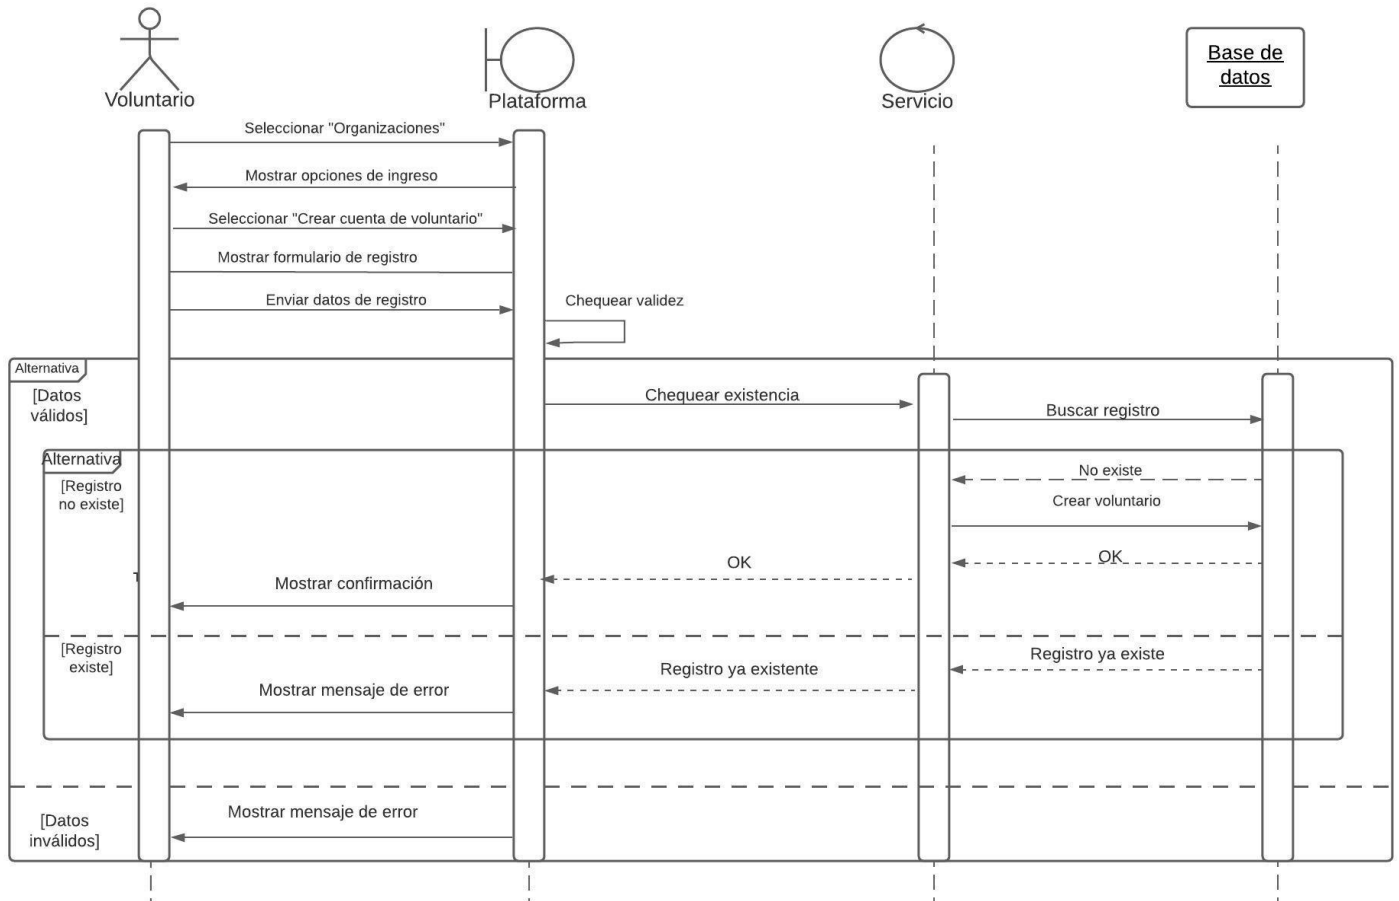 Voluntario
Plataforma
Servicio
Base de
datos
Seleccionar "Organizaciones"
Mostrar opciones de ingreso
Seleccionar "Crear cuenta de voluntario"
Mostrar formulario de registro
Enviar datos de registro
Chequear validez
Alternativa
[Datos
válidos]
Chequear existencia
Buscar registro
Alternativa
[Registro
no existe]
No existe
Crear voluntario
OK
OK
Mostrar confirmación
[Registro
existe]
Registro ya existe
Registro ya existente
Mostrar mensaje de error
[Datos
inválidos]
Mostrar mensaje de error